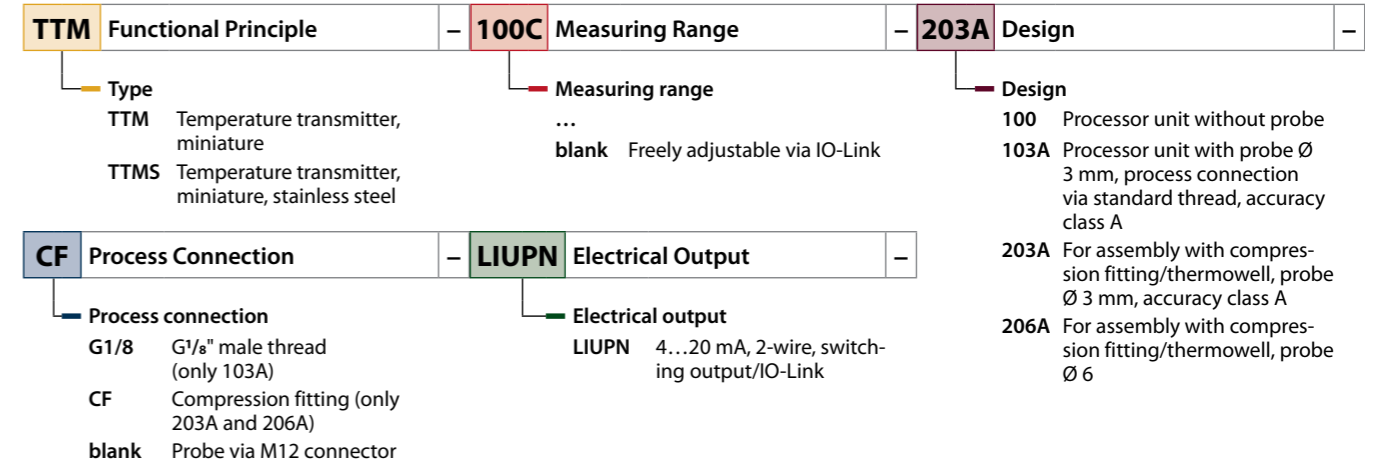 TTM Functional Principle – 100C Measuring Range – 203A Design –
Type
TTM Temperature transmitter,
miniature
TTMS Temperature transmitter,
miniature, stainless steel
Measuring range
…
blank Freely adjustable via IO-Link
Design
100 Processor unit without probe
103A Processor unit with probe Ø
3 mm, process connection
via standard thread, accuracy
class A
203A For assembly with compres-
sion fitting/thermowell, probe
Ø 3 mm, accuracy class A
206A For assembly with compres-
sion fitting/thermowell, probe
Ø 6
CF Process Connection – LIUPN Electrical Output –
Process connection
G1/8 G1/8" male thread
(only 103A)
CF Compression fitting (only
203A and 206A)
blank Probe via M12 connector
Electrical output
LIUPN 4…20 mA, 2-wire, switch-
ing output/IO-Link